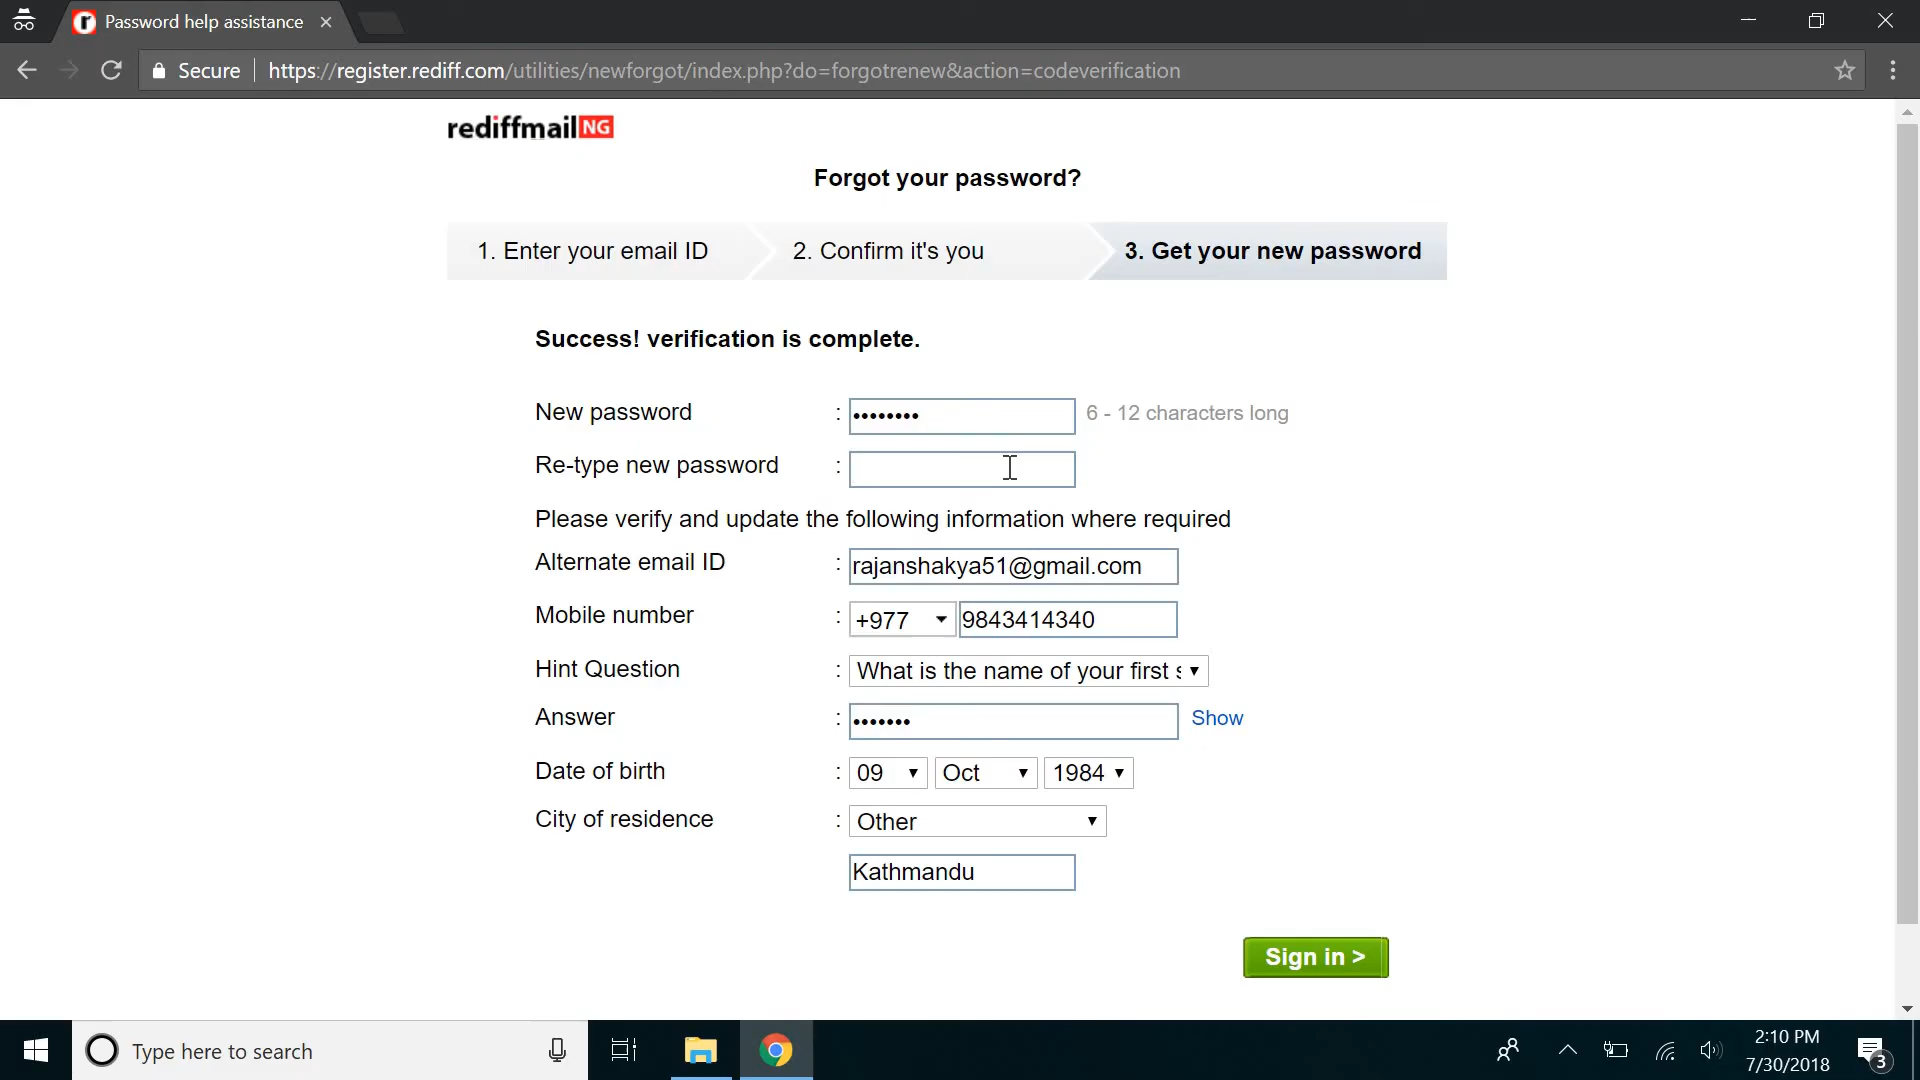 Password help assistance
Secure
https://register.rediff.com/utilities/newforgot/index.php?do=forgotrenew&action=codeverification
rediffmail NG
Forgot your password?
1. Enter your email ID
2. Confirm it's you
3. Get your new password
Success! verification is complete.
New password : •••••••• 6 - 12 characters long
Re-type new password :
Please verify and update the following information where required
Alternate email ID : rajanshakya51@gmail.com
Mobile number : +977 9843414340
Hint Question : What is the name of your first s
Answer : ••••••• Show
Date of birth : 09 Oct 1984
City of residence : Other
Kathmandu
Sign in >
Type here to search
2:10 PM
7/30/2018
3